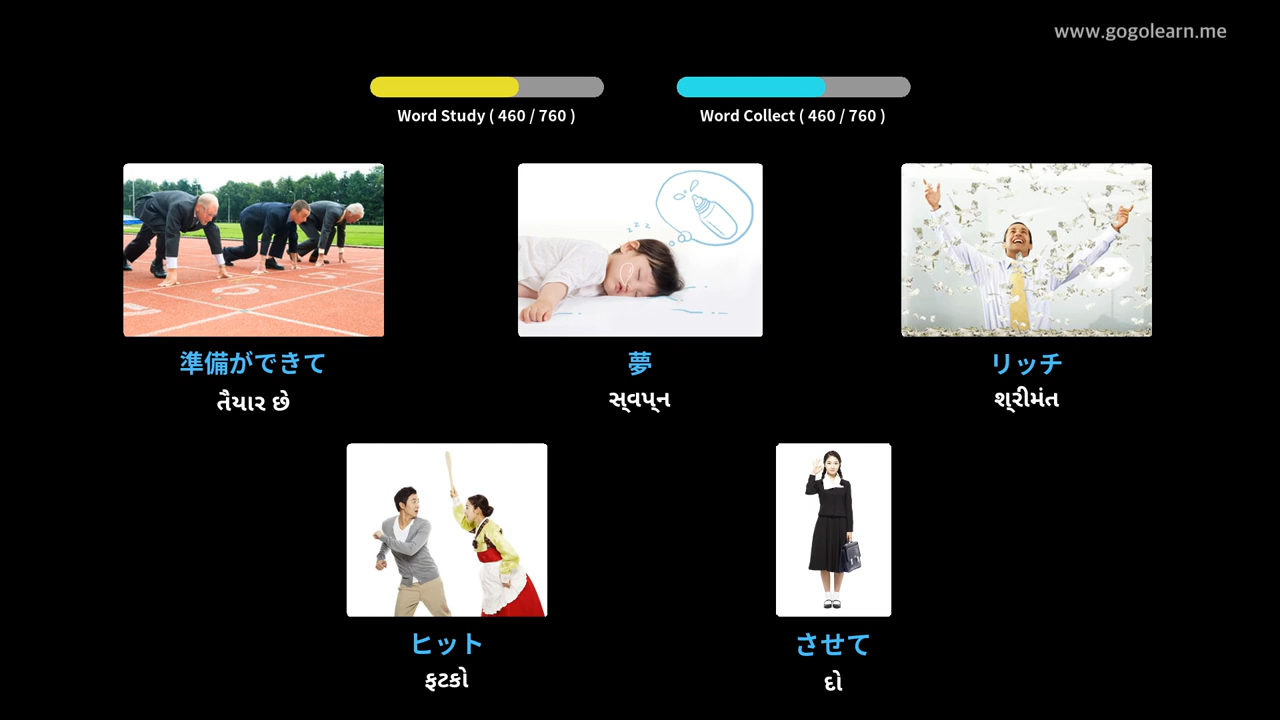 www.gogolearn.me
Word Study ( 460 / 760 )
Word Collect ( 460 / 760 )
準備ができて
તૈયાર છે
夢
સ્વપ્ન
リッチ
શ્રીમંત
ヒット
ફટકો
させて
દો